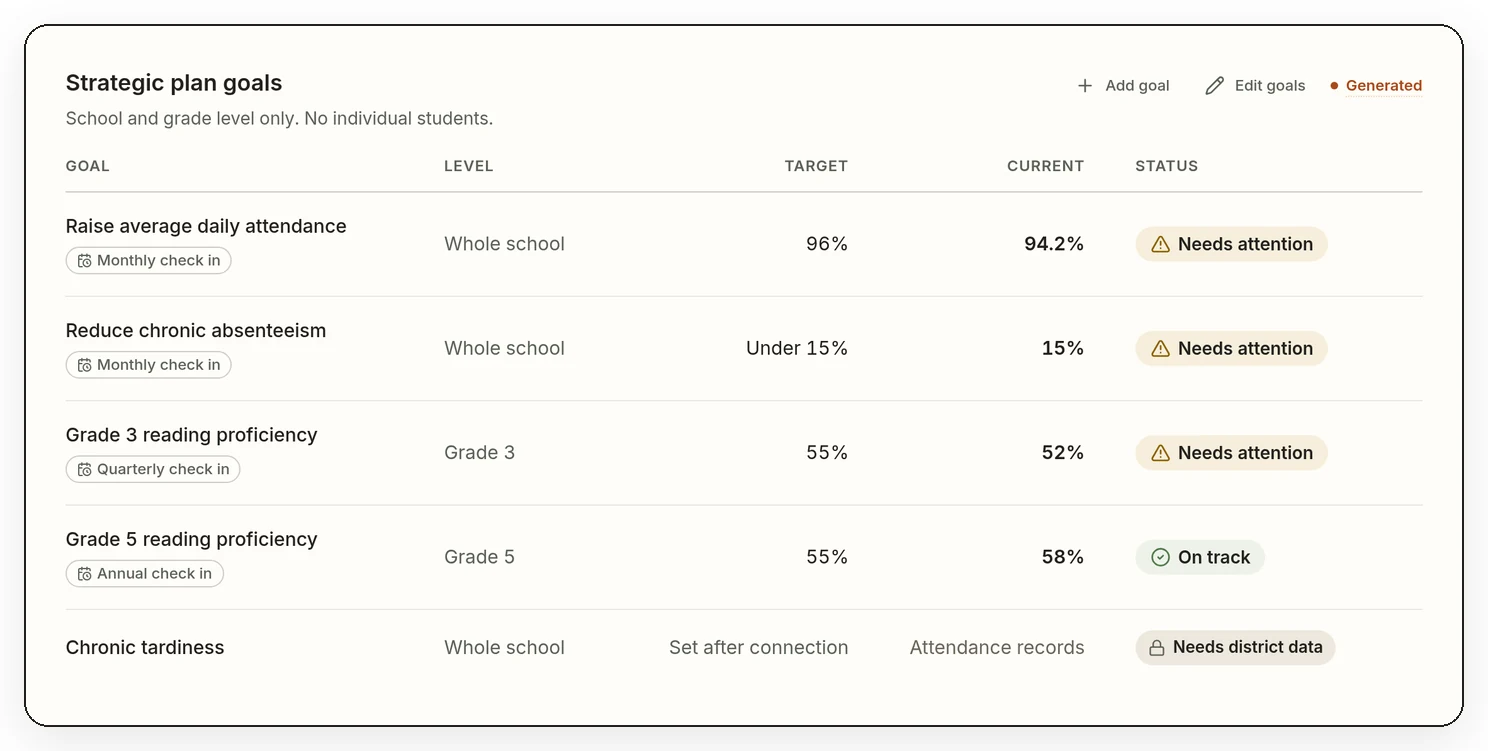 Strategic plan goals
Add goal
Edit goals
Generated
School and grade level only. No individual students.
GOAL LEVEL TARGET CURRENT STATUS
Raise average daily attendance
Monthly check in
Whole school 96% 94.2% Needs attention
Reduce chronic absenteeism
Monthly check in
Whole school Under 15% 15% Needs attention
Grade 3 reading proficiency
Quarterly check in
Grade 3 55% 52% Needs attention
Grade 5 reading proficiency
Annual check in
Grade 5 55% 58% On track
Chronic tardiness Whole school Set after connection Attendance records Needs district data